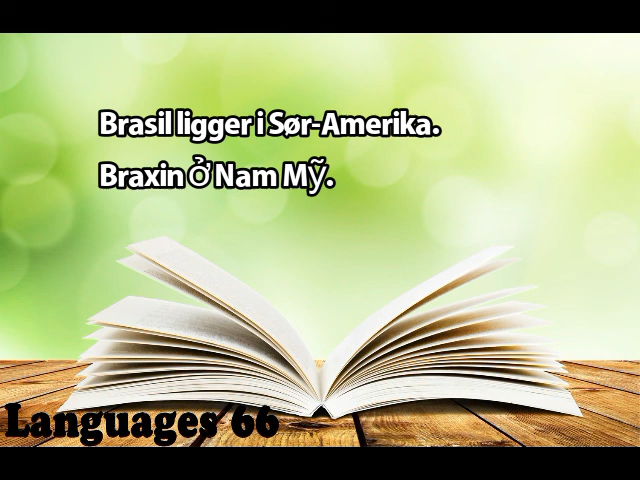 Brasil ligger i Sør-Amerika.
Braxin Ở Nam Mỹ.
Languages 66